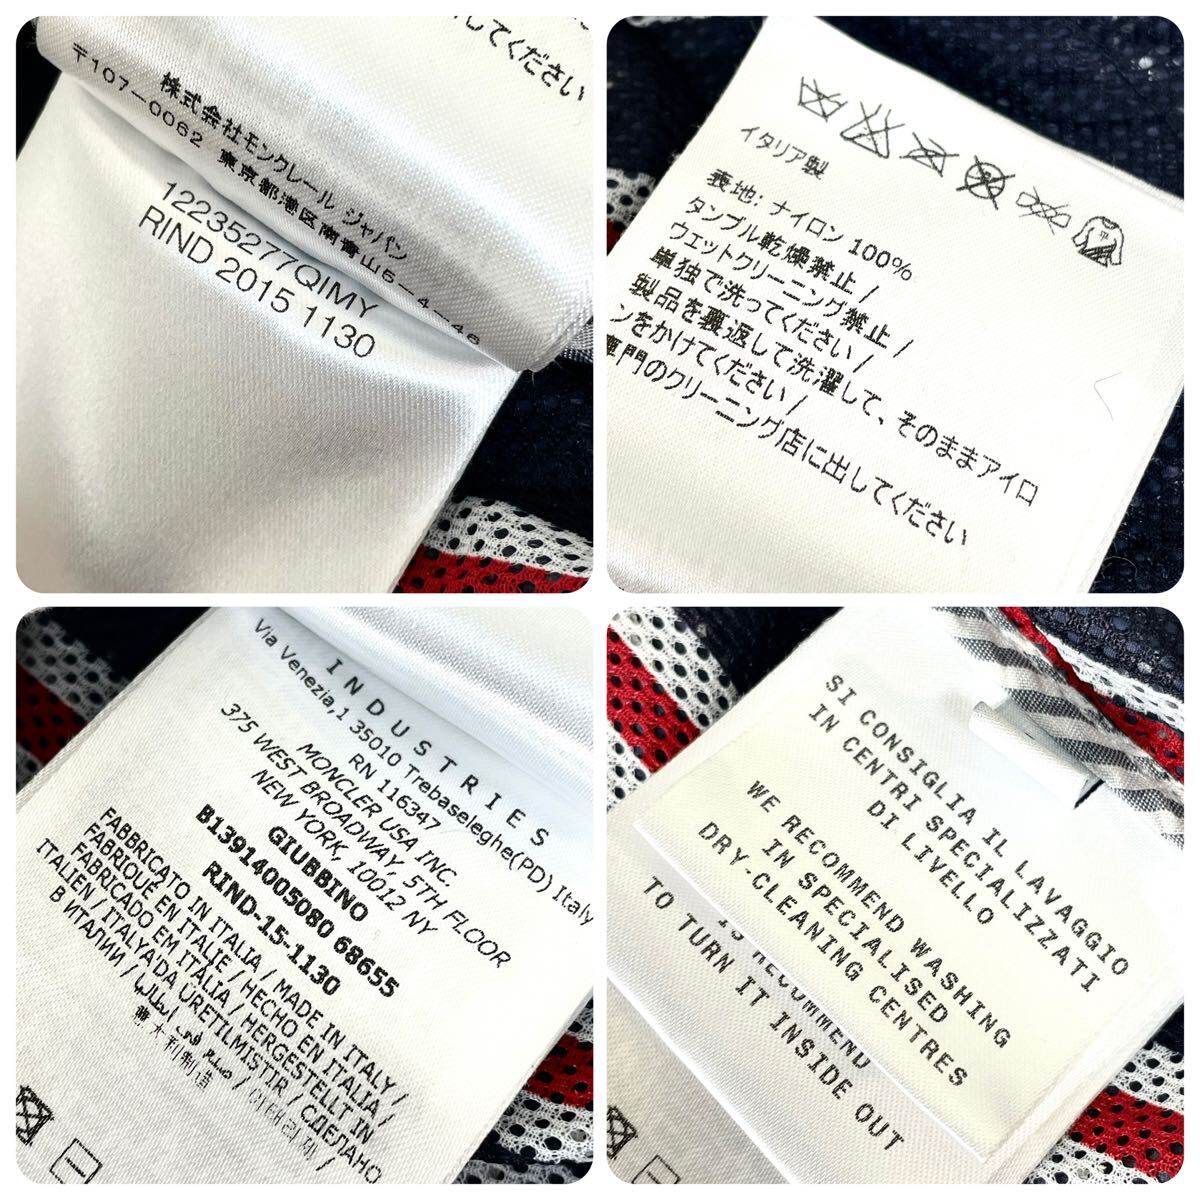 してください
株式会社モンクレール ジャパン
〒107-0062 東京都港区南青山5-4-46
12235277QIMY
RIND 2015 1130
イタリア製
表地: ナイロン 100%
タンブル乾燥禁止 /
ウェットクリーニング禁止 /
単独で洗ってください /
製品を裏返して洗濯して、そのままアイロ
ンをかけてください /
専門のクリーニング店に出してください
INDUSTRIES
Via Venezia,1 35010 Trebaseleghe(PD) Italy
RN 116347
MONCLER USA INC.
375 WEST BROADWAY, 5TH FLOOR
NEW YORK, 10012 NY
GIUBBINO
B13914005080 68655
RIND-15-1130
FABBRICATO IN ITALIA / MADE IN ITALY /
FABRIQUÉ EN ITALIE / HECHO EN ITALIA /
FABRICADO EM ITÁLIA / HERGESTELLT IN
ITALIEN / ITALYA'DA ÜRETILMISTIR / СДЕЛАНО
В ИТАЛИИ /
意大利制造
SI CONSIGLIA IL LAVAGGIO
IN CENTRI SPECIALIZZATI
DI LIVELLO
WE RECOMMEND WASHING
IN SPECIALISED
DRY-CLEANING CENTRES
IS RECOMMEND
TO TURN IT INSIDE OUT